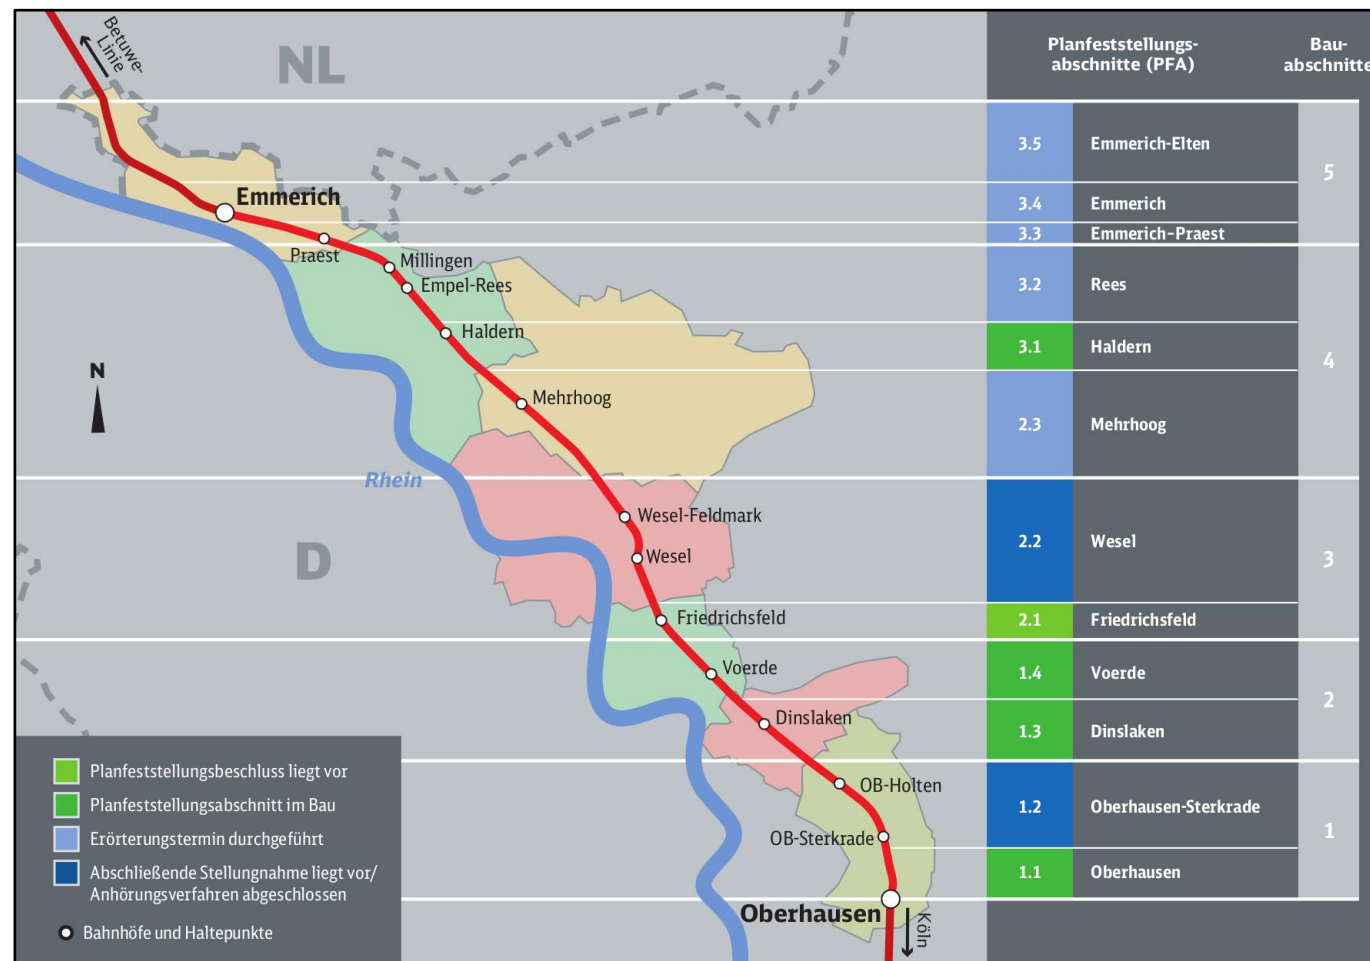 Betuwe-
Linie
NL
Emmerich
Praest
Millingen
Empel-Rees
Haldern
N
Mehrhoog
Rhein
Wesel-Feldmark
D
Wesel
Friedrichsfeld
Voerde
Dinslaken
OB-Holten
OB-Sterkrade
Oberhausen
Köln
Planfeststellungsbeschluss liegt vor
Planfeststellungsabschnitt im Bau
Erörterungstermin durchgeführt
Abschließende Stellungnahme liegt vor/
Anhörungsverfahren abgeschlossen
Bahnhöfe und Haltepunkte
Planfeststellungs-
abschnitte (PFA)
Bau-
abschnitte
3.5 Emmerich-Elten
3.4 Emmerich
3.3 Emmerich-Praest
5
3.2 Rees
3.1 Haldern
2.3 Mehrhoog
4
2.2 Wesel
2.1 Friedrichsfeld
3
1.4 Voerde
1.3 Dinslaken
2
1.2 Oberhausen-Sterkrade
1.1 Oberhausen
1